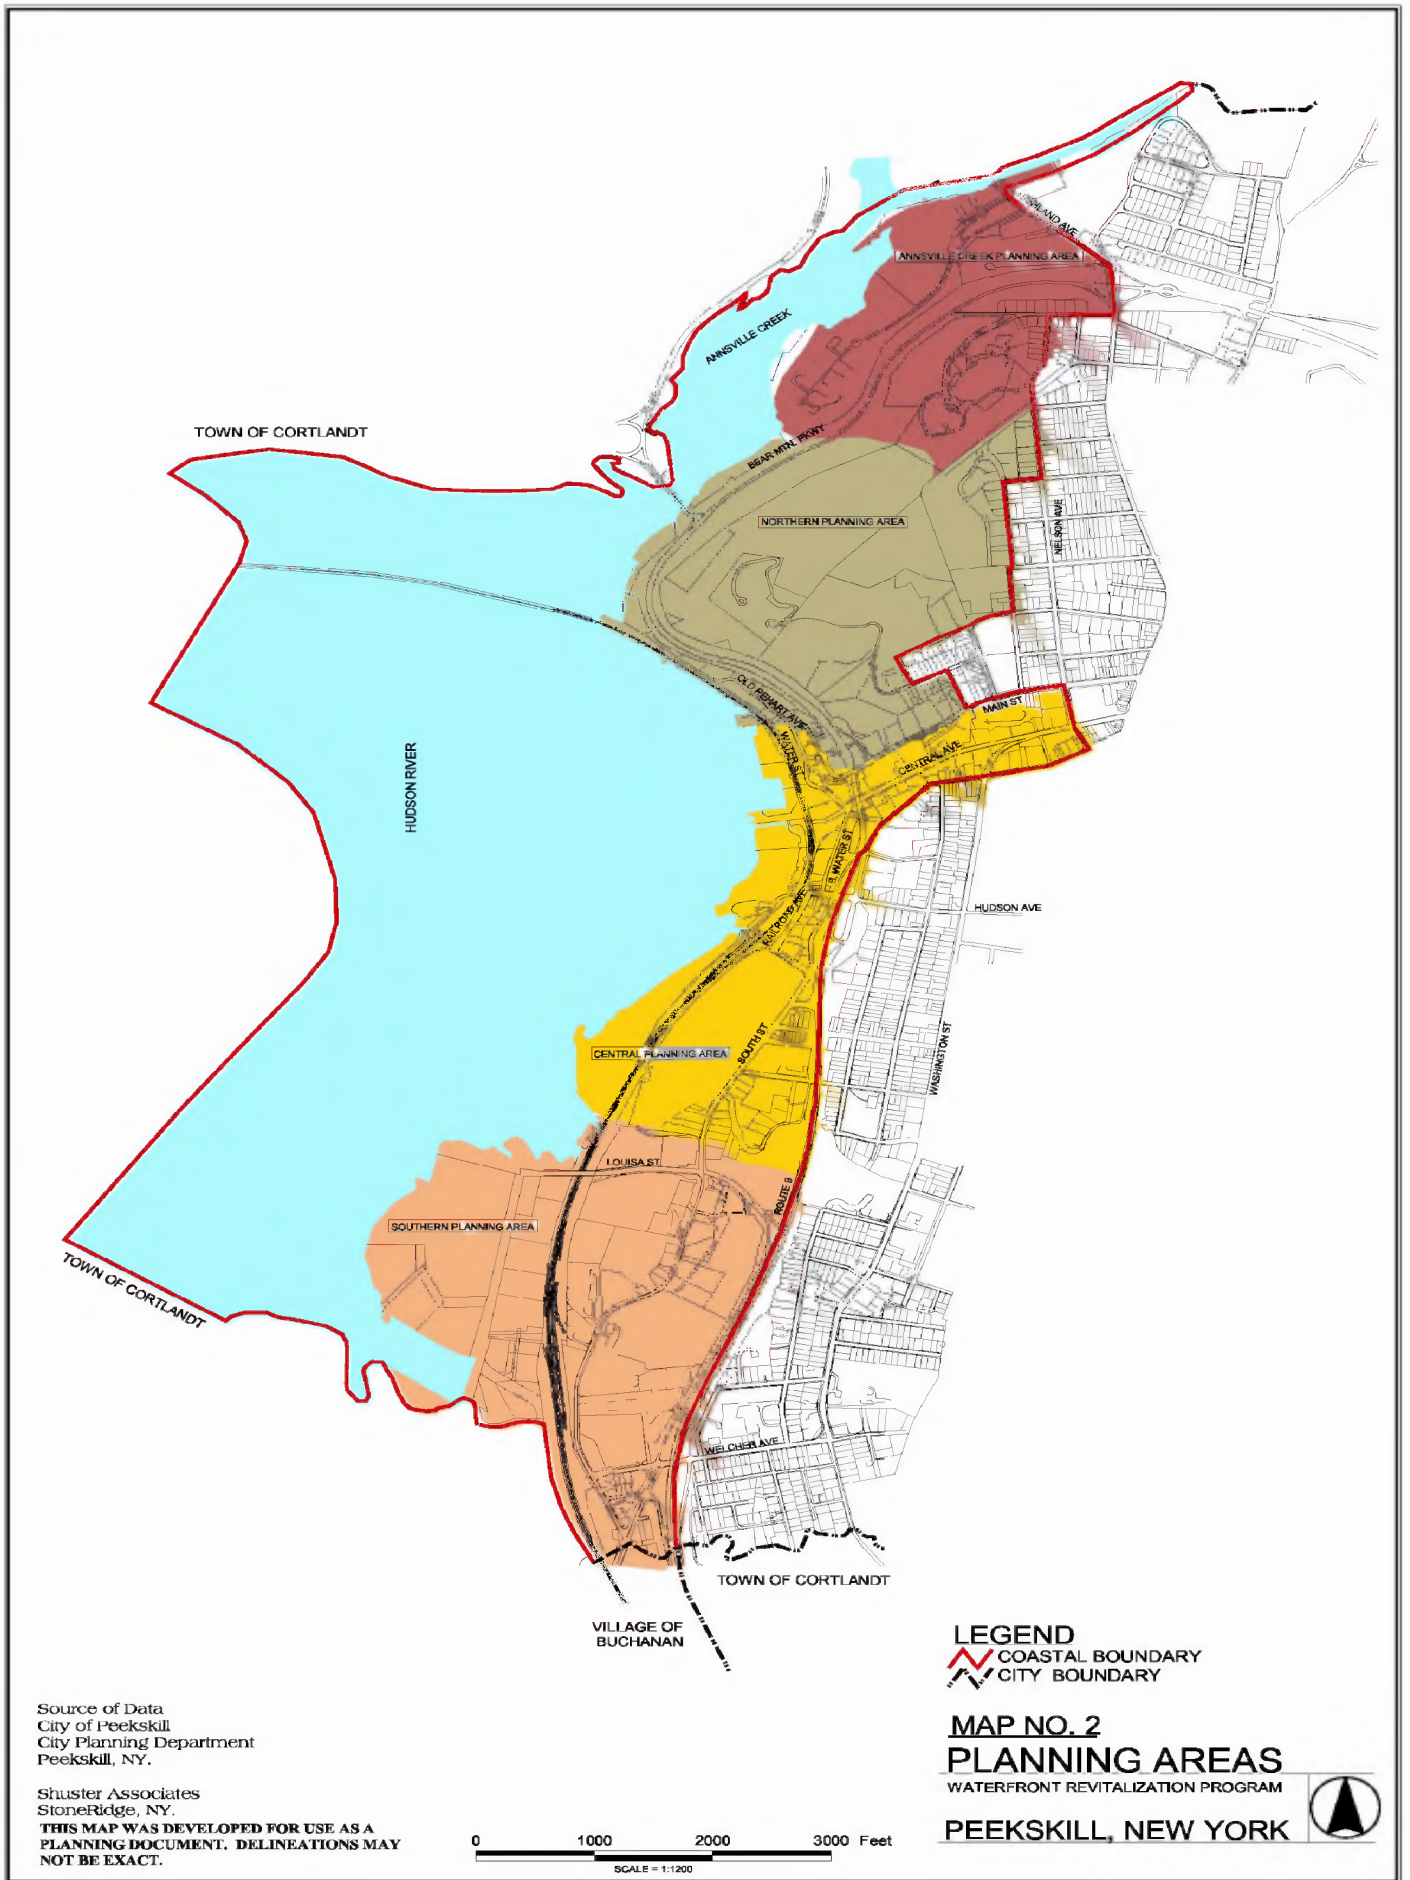 HIGHLAND AVE
ANNSVILLE CREEK PLANNING AREA
ANNSVILLE CREEK
TOWN OF CORTLANDT
BEAR MTN. PKWY
NORTHERN PLANNING AREA
NELSON AVE
OLD PEMART AVE
MAIN ST
WATER ST
CENTRAL AVE
HUDSON RIVER
S. WATER ST
RAILROAD AVE
HUDSON AVE
CENTRAL PLANNING AREA
SOUTH ST
WASHINGTON ST
LOUISA ST
ROUTE 9
SOUTHERN PLANNING AREA
TOWN OF CORTLANDT
WELCHER AVE
TOWN OF CORTLANDT
VILLAGE OF
BUCHANAN
LEGEND
COASTAL BOUNDARY
CITY BOUNDARY
Source of Data
City of Peekskill
City Planning Department
Peekskill, NY.
Shuster Associates
StoneRidge, NY.
THIS MAP WAS DEVELOPED FOR USE AS A
PLANNING DOCUMENT. DELINEATIONS MAY
NOT BE EXACT.
0 1000 2000 3000 Feet
SCALE = 1:1200
MAP NO. 2
PLANNING AREAS
WATERFRONT REVITALIZATION PROGRAM
PEEKSKILL, NEW YORK